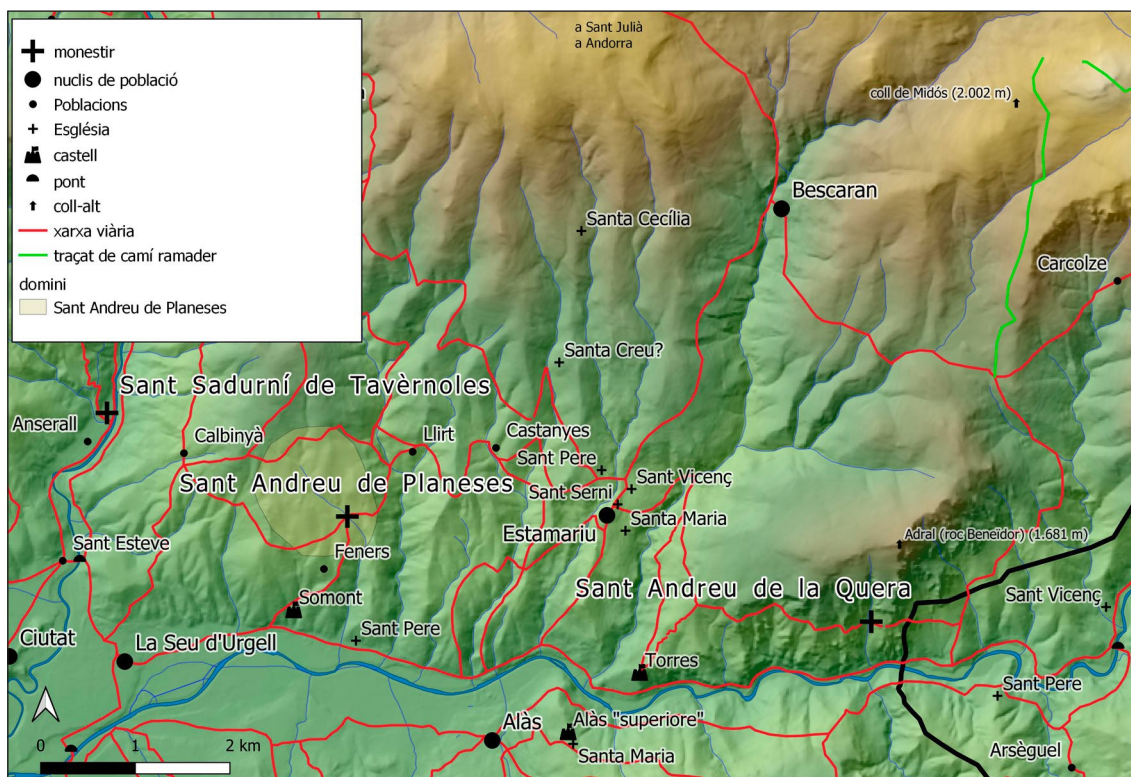 a Sant Julià
a Andorra
monestir
nuclis de població
Poblacions
Església
castell
pont
coll-alt
xarxa viària
traçat de camí ramader
domini
Sant Andreu de Planeses
coll de Midós (2.002 m)
Bescaran
Santa Cecília
Carcolze
Santa Creu?
Sant Sadurní de Tavèrnoles
Anserall
Calbinyà
Llirt
Castanyes
Sant Pere
Sant Vicenç
Sant Andreu de Planeses
Sant Serni
Santa Maria
Estamariu
Adral (roc Beneïdor) (1.681 m)
Sant Esteve
Feners
Sant Andreu de la Quera
Somont
Sant Vicenç
Ciutat
La Seu d'Urgell
Sant Pere
Torres
Sant Pere
Alàs
Alàs "superiore"
Santa Maria
Arsèguel
0 1 2 km